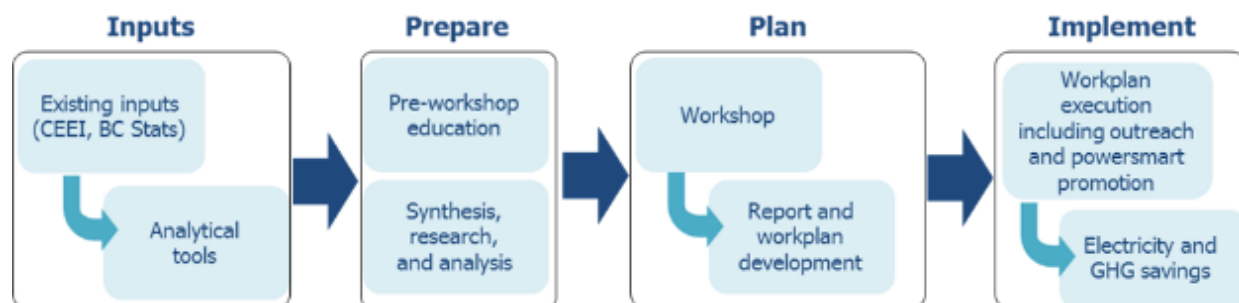 Inputs
Prepare
Plan
Implement
Existing inputs
(CEEI, BC Stats)
Analytical
tools
Pre-workshop
education
Synthesis,
research,
and analysis
Workshop
Report and
workplan
development
Workplan
execution
including outreach
and powersmart
promotion
Electricity and
GHG savings